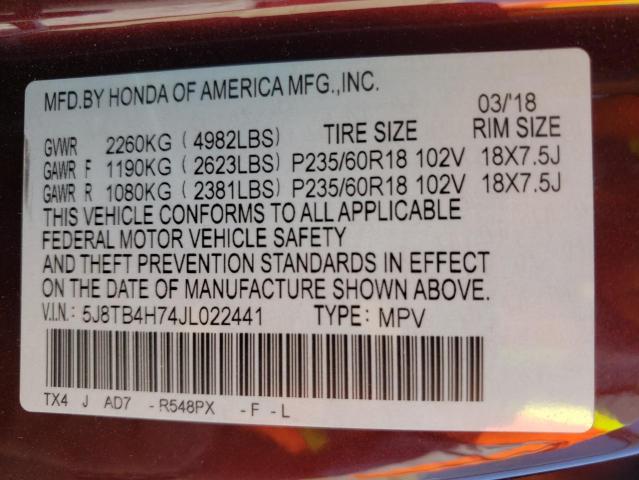 MFD.BY HONDA OF AMERICA MFG.,INC. 03/'18
GVWR 2260KG ( 4982LBS) TIRE SIZE RIM SIZE
GAWR F 1190KG ( 2623LBS) P235/60R18 102V 18X7.5J
GAWR R 1080KG ( 2381LBS) P235/60R18 102V 18X7.5J
THIS VEHICLE CONFORMS TO ALL APPLICABLE
FEDERAL MOTOR VEHICLE SAFETY
AND THEFT PREVENTION STANDARDS IN EFFECT
ON THE DATE OF MANUFACTURE SHOWN ABOVE.
V.I.N.: 5J8TB4H74JL022441 TYPE: MPV
TX4 J AD7 -R548PX -F-L